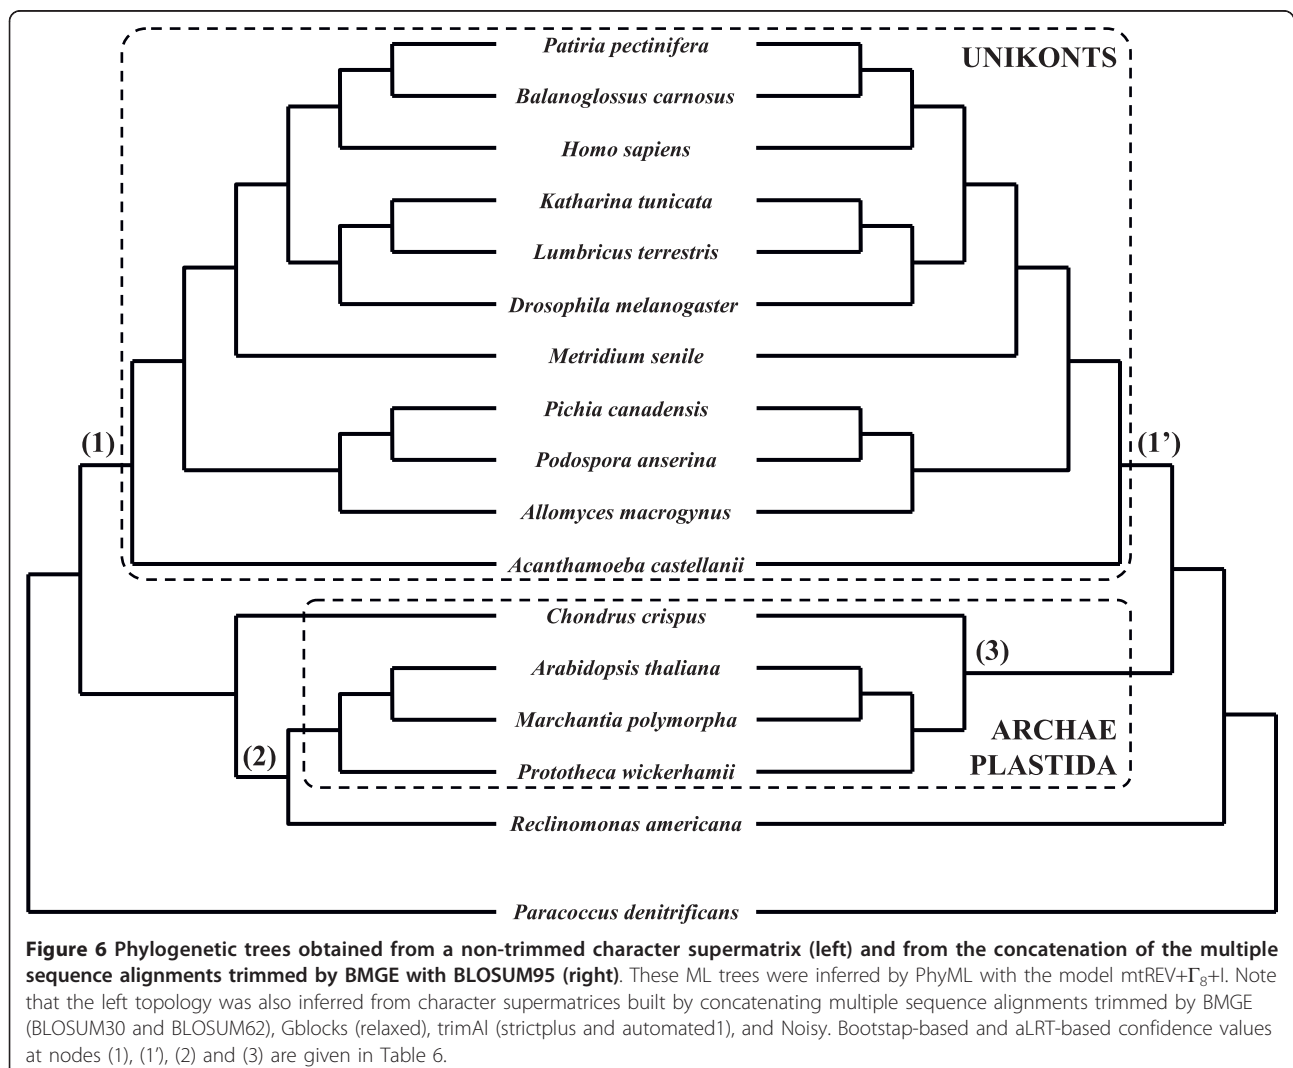 Patiria pectinifera
UNIKONTS
Balanoglossus carnosus
Homo sapiens
Katharina tunicata
Lumbricus terrestris
Drosophila melanogaster
Metridium senile
Pichia canadensis
(1)
(1’)
Podospora anserina
Allomyces macrogynus
Acanthamoeba castellanii
Chondrus crispus
(3)
Arabidopsis thaliana
Marchantia polymorpha
ARCHAE
PLASTIDA
(2)
Prototheca wickerhamii
Reclinomonas americana
Paracoccus denitrificans
Figure 6 Phylogenetic trees obtained from a non-trimmed character supermatrix (left) and from the concatenation of the multiple
sequence alignments trimmed by BMGE with BLOSUM95 (right). These ML trees were inferred by PhyML with the model mtREV+Γ8+I. Note
that the left topology was also inferred from character supermatrices built by concatenating multiple sequence alignments trimmed by BMGE
(BLOSUM30 and BLOSUM62), Gblocks (relaxed), trimAl (strictplus and automated1), and Noisy. Bootstap-based and aLRT-based confidence values
at nodes (1), (1’), (2) and (3) are given in Table 6.